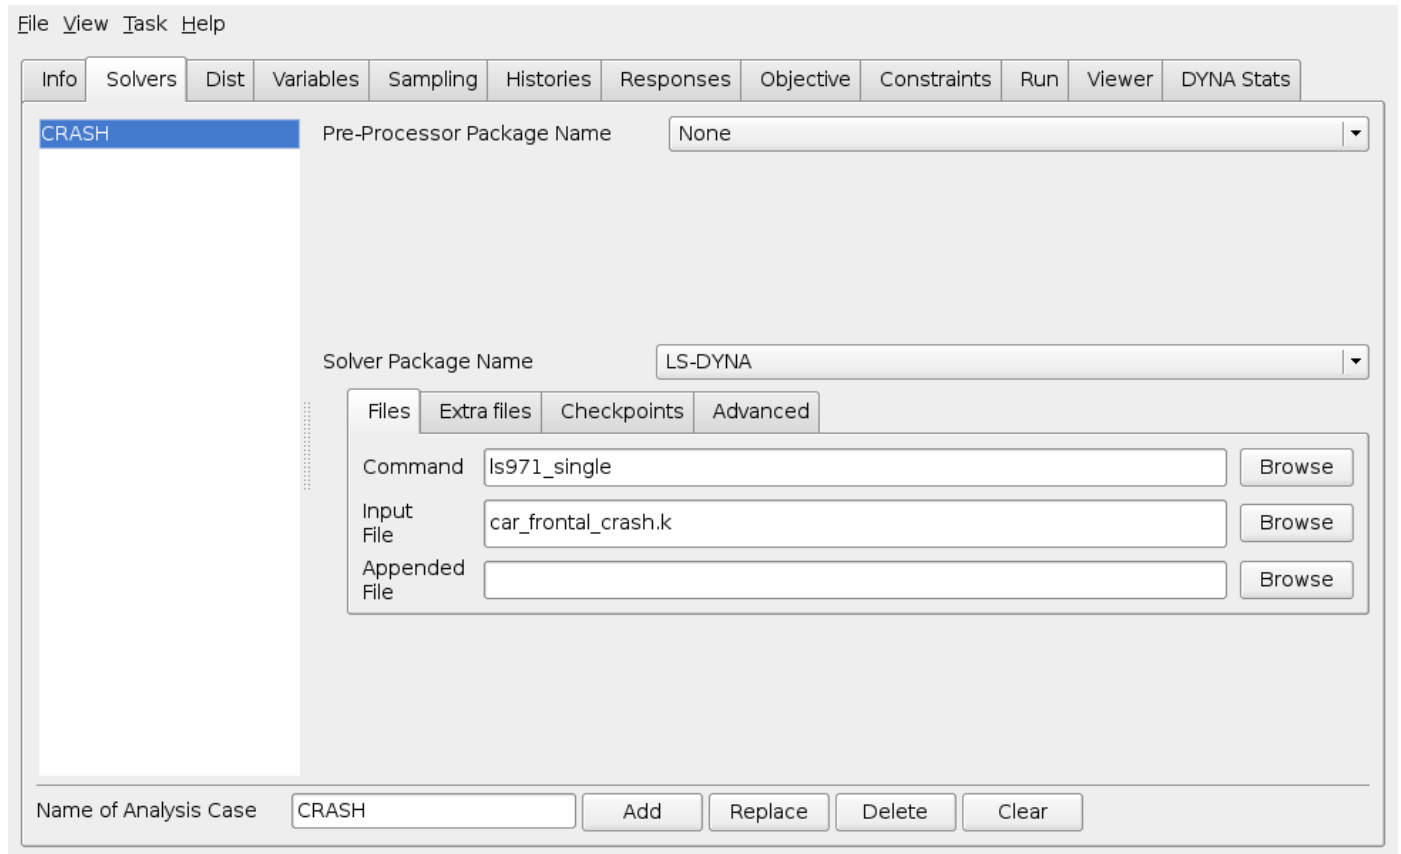 File View Task Help
Info Solvers Dist Variables Sampling Histories Responses Objective Constraints Run Viewer DYNA Stats
CRASH
Pre-Processor Package Name None
Solver Package Name LS-DYNA
Files Extra files Checkpoints Advanced
Command ls971_single Browse
Input
File
car_frontal_crash.k Browse
Appended
File
Browse
Name of Analysis Case CRASH Add Replace Delete Clear